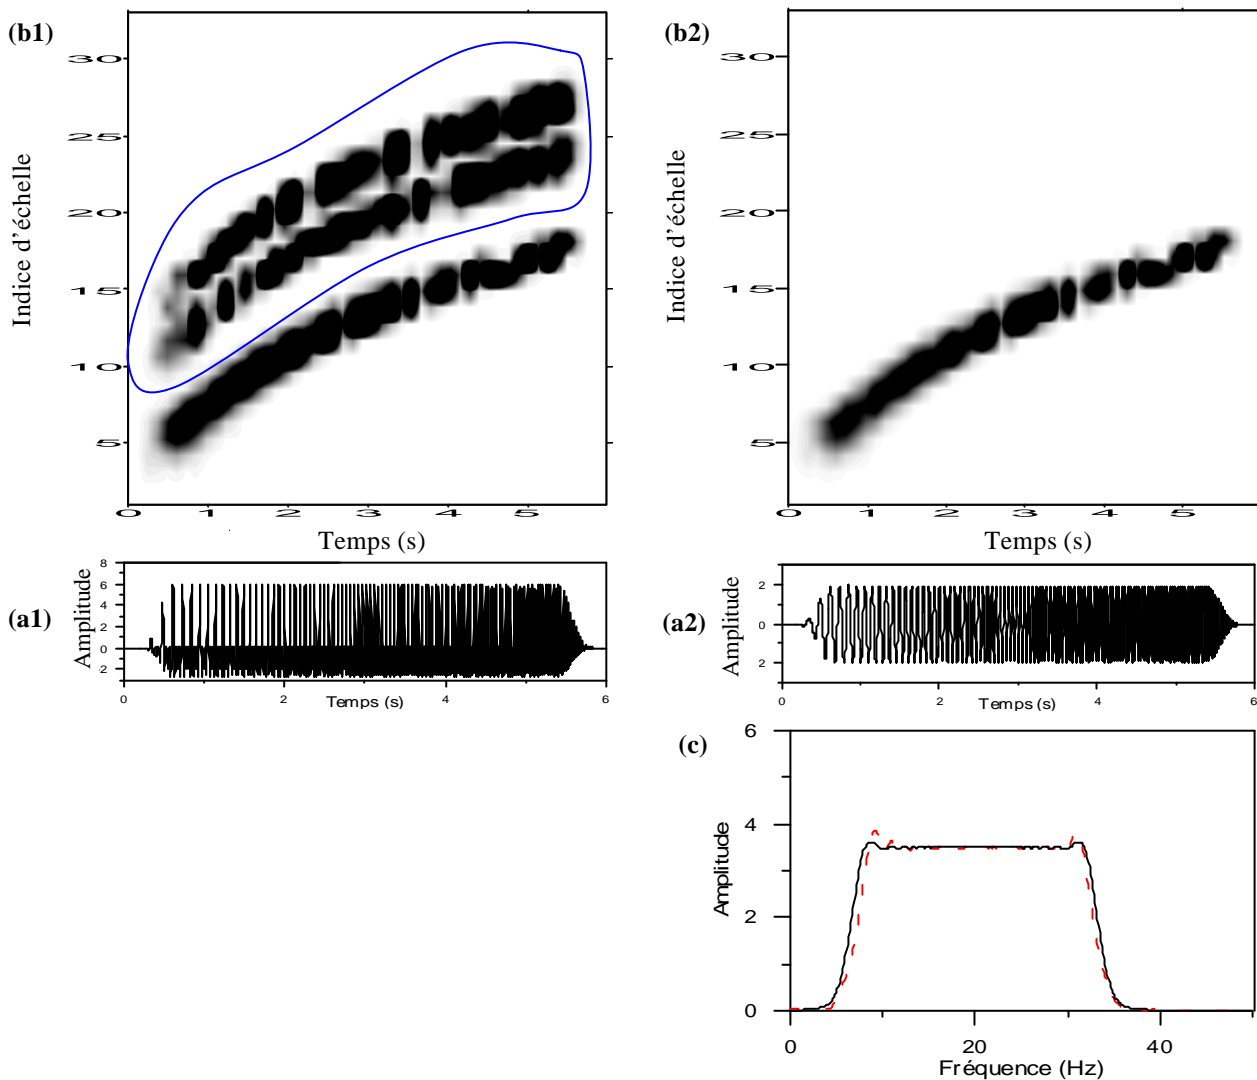 (b1)
30
25
20
15
10
5
Indice d'échelle
0 1 2 3 4 5
Temps (s)
(b2)
30
25
20
15
10
5
Indice d'échelle
0 1 2 3 4 5
Temps (s)
(a1)
Amplitude
8
6
4
2
0
2
0 2 4 6
Temps (s)
(a2)
Amplitude
2
0
2
0 2 4 6
Temps (s)
(c)
Amplitude
6
4
2
0
0 20 40
Fréquence (Hz)